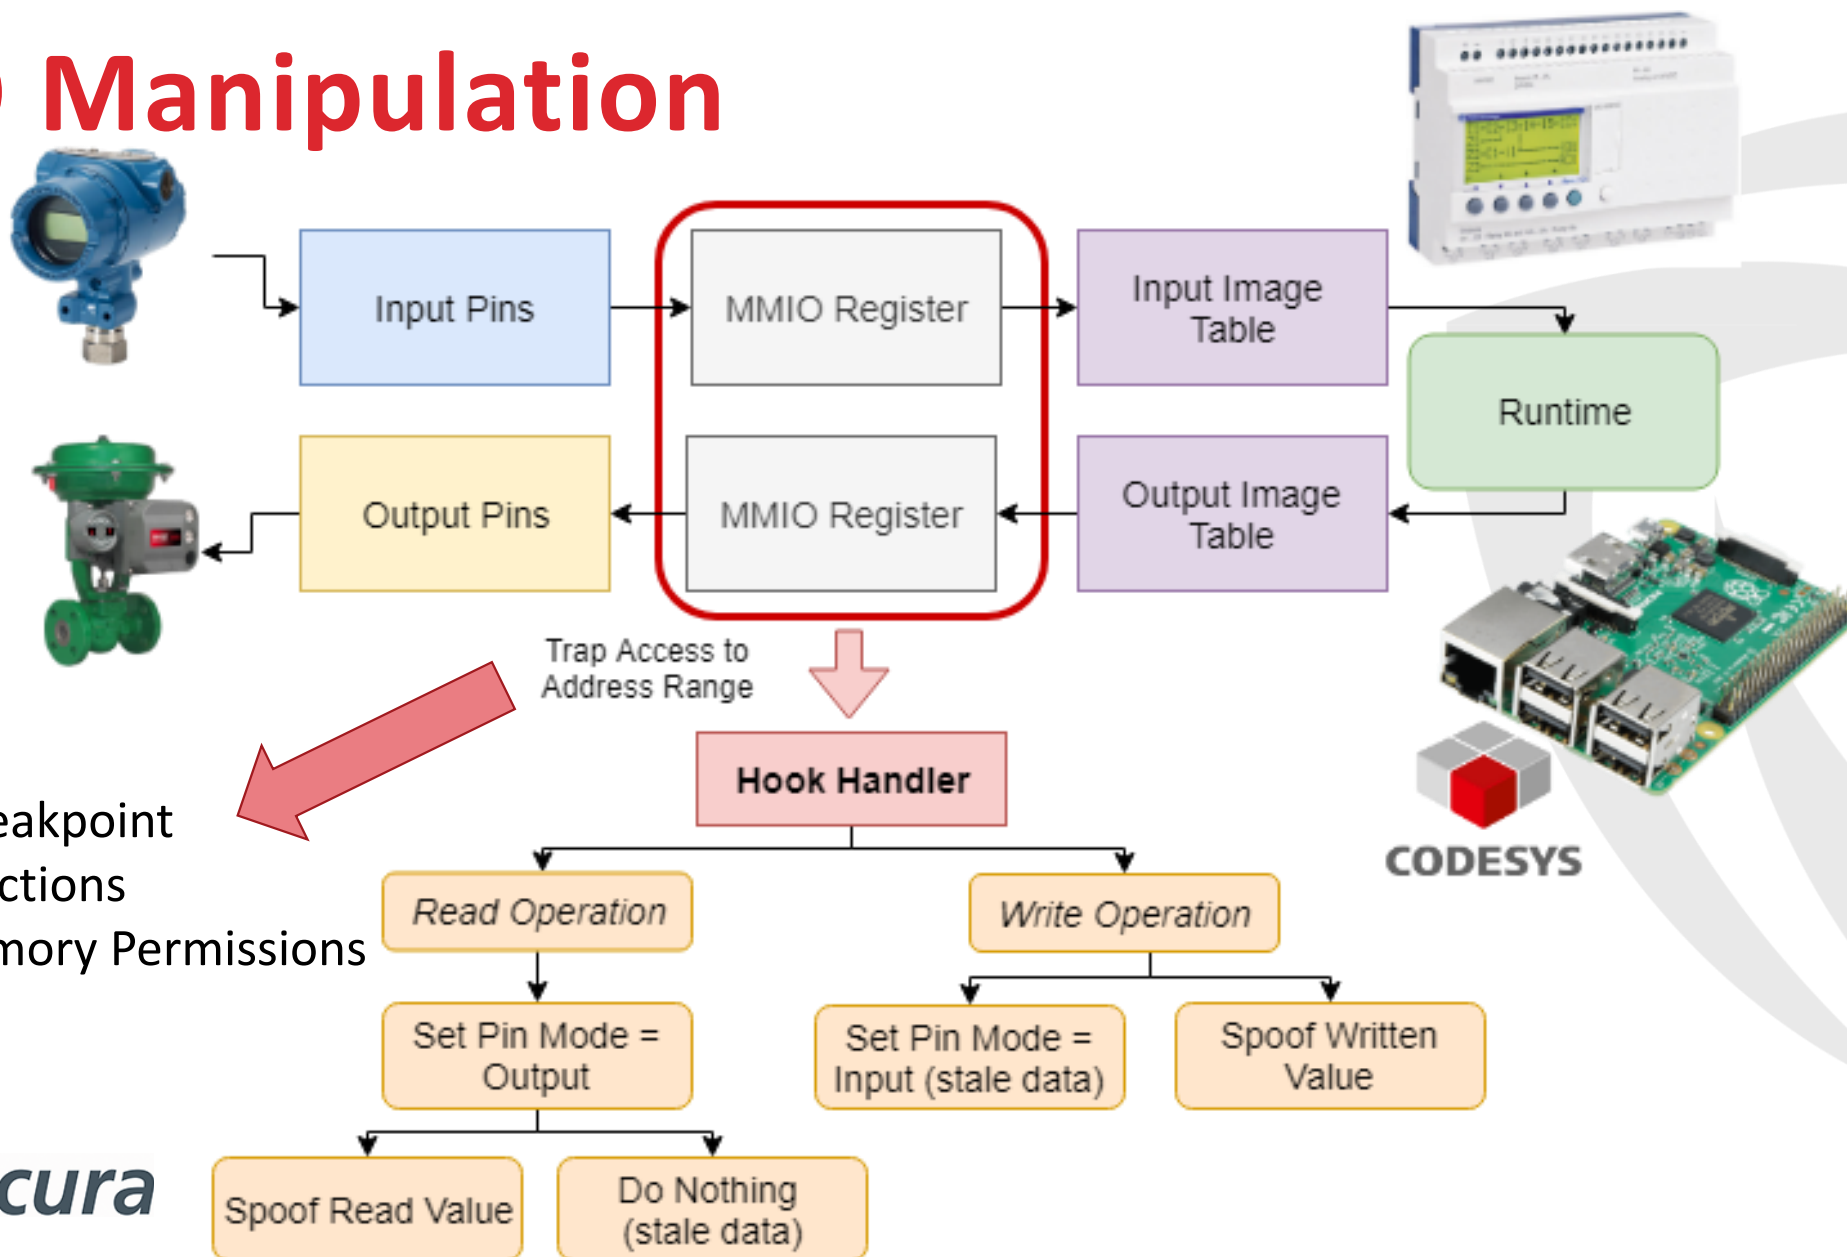 Manipulation
Input Pins
MMIO Register
Input Image
Table
Runtime
Output Pins
MMIO Register
Output Image
Table
Trap Access to
Address Range
Hook Handler
eakpoint
ctions
mory Permissions
CODESYS
Read Operation
Write Operation
Set Pin Mode =
Output
Set Pin Mode =
Input (stale data)
Spoof Written
Value
Spoof Read Value
Do Nothing
(stale data)
cura